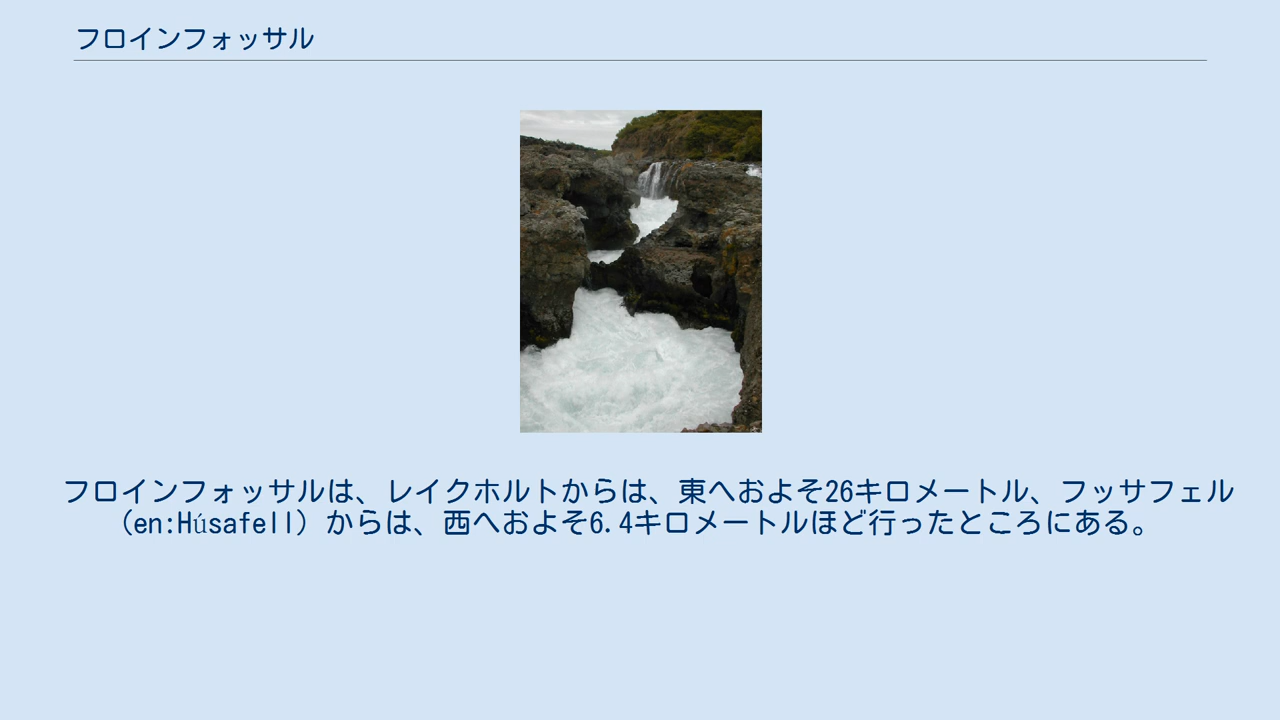 フロインフォッサル
フロインフォッサルは、レイクホルトからは、東へおよそ26キロメートル、フッサフェル
（en:Húsafell）からは、西へおよそ6.4キロメートルほど行ったところにある。